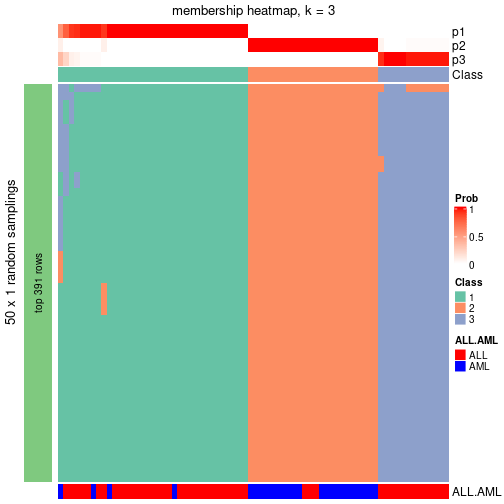 membership heatmap, k = 3
p1
p2
p3
Class
50 x 1 random samplings
top 391 rows
Prob
1
0.5
0
Class
1
2
3
ALL.AML
ALL
AML
ALL.AML